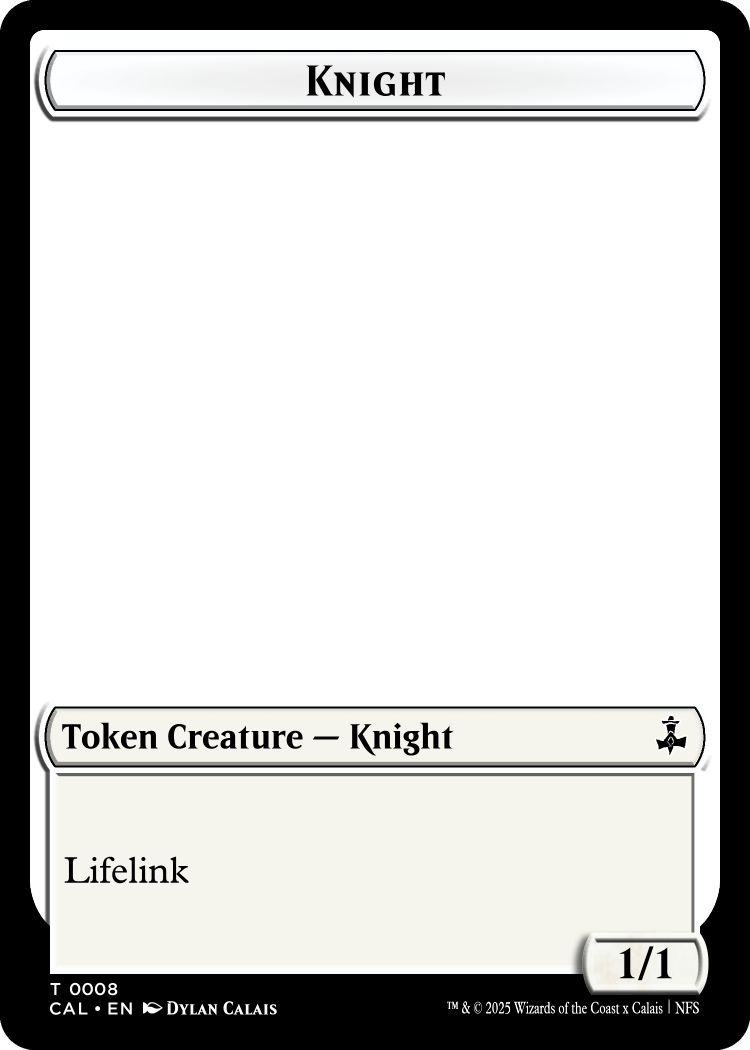 Knight
Token Creature — Knight
Lifelink
1/1
T 0008
CAL • EN Dylan Calais
™ & © 2025 Wizards of the Coast x Calais | NFS